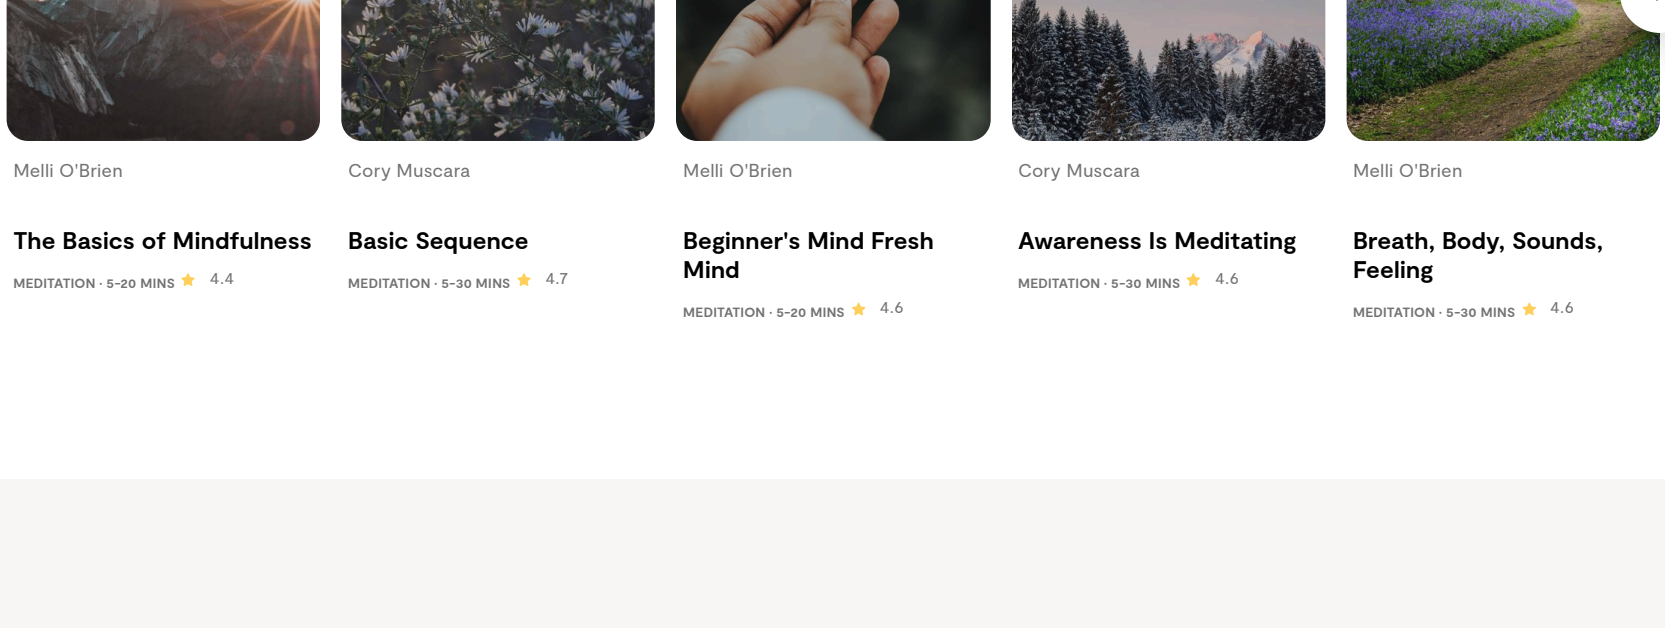 Melli O'Brien
The Basics of Mindfulness
MEDITATION · 5-20 MINS 4.4
Cory Muscara
Basic Sequence
MEDITATION · 5-30 MINS 4.7
Melli O'Brien
Beginner's Mind Fresh
Mind
MEDITATION · 5-20 MINS 4.6
Cory Muscara
Awareness Is Meditating
MEDITATION · 5-30 MINS 4.6
Melli O'Brien
Breath, Body, Sounds,
Feeling
MEDITATION · 5-30 MINS 4.6